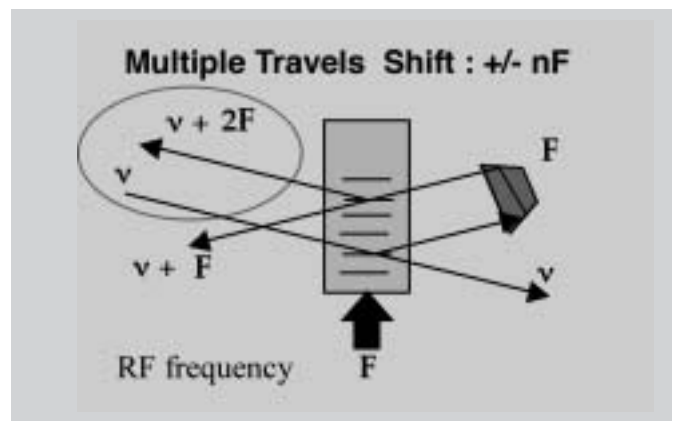 Multiple Travels Shift : +/- nF
ν + 2F
F
ν
ν + F
ν
RF frequency
F